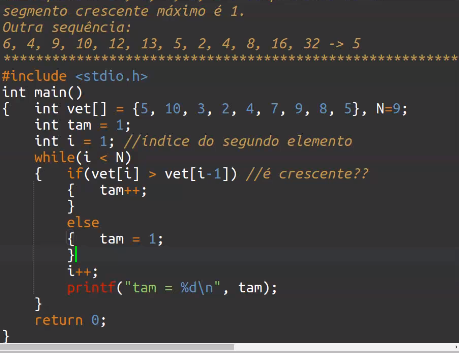 segmento crescente máximo é 1.
Outra sequência:
6, 4, 9, 10, 12, 13, 5, 2, 4, 8, 16, 32 -> 5
*********************************************************
#include <stdio.h>
int main()
{   int vet[] = {5, 10, 3, 2, 4, 7, 9, 8, 5}, N=9;
    int tam = 1;
    int i = 1; //índice do segundo elemento
    while(i < N)
    {   if(vet[i] > vet[i-1]) //é crescente??
        {   tam++;
        }
        else
        {   tam = 1;
        }
        i++;
        printf("tam = %d\n", tam);
    }
    return 0;
}